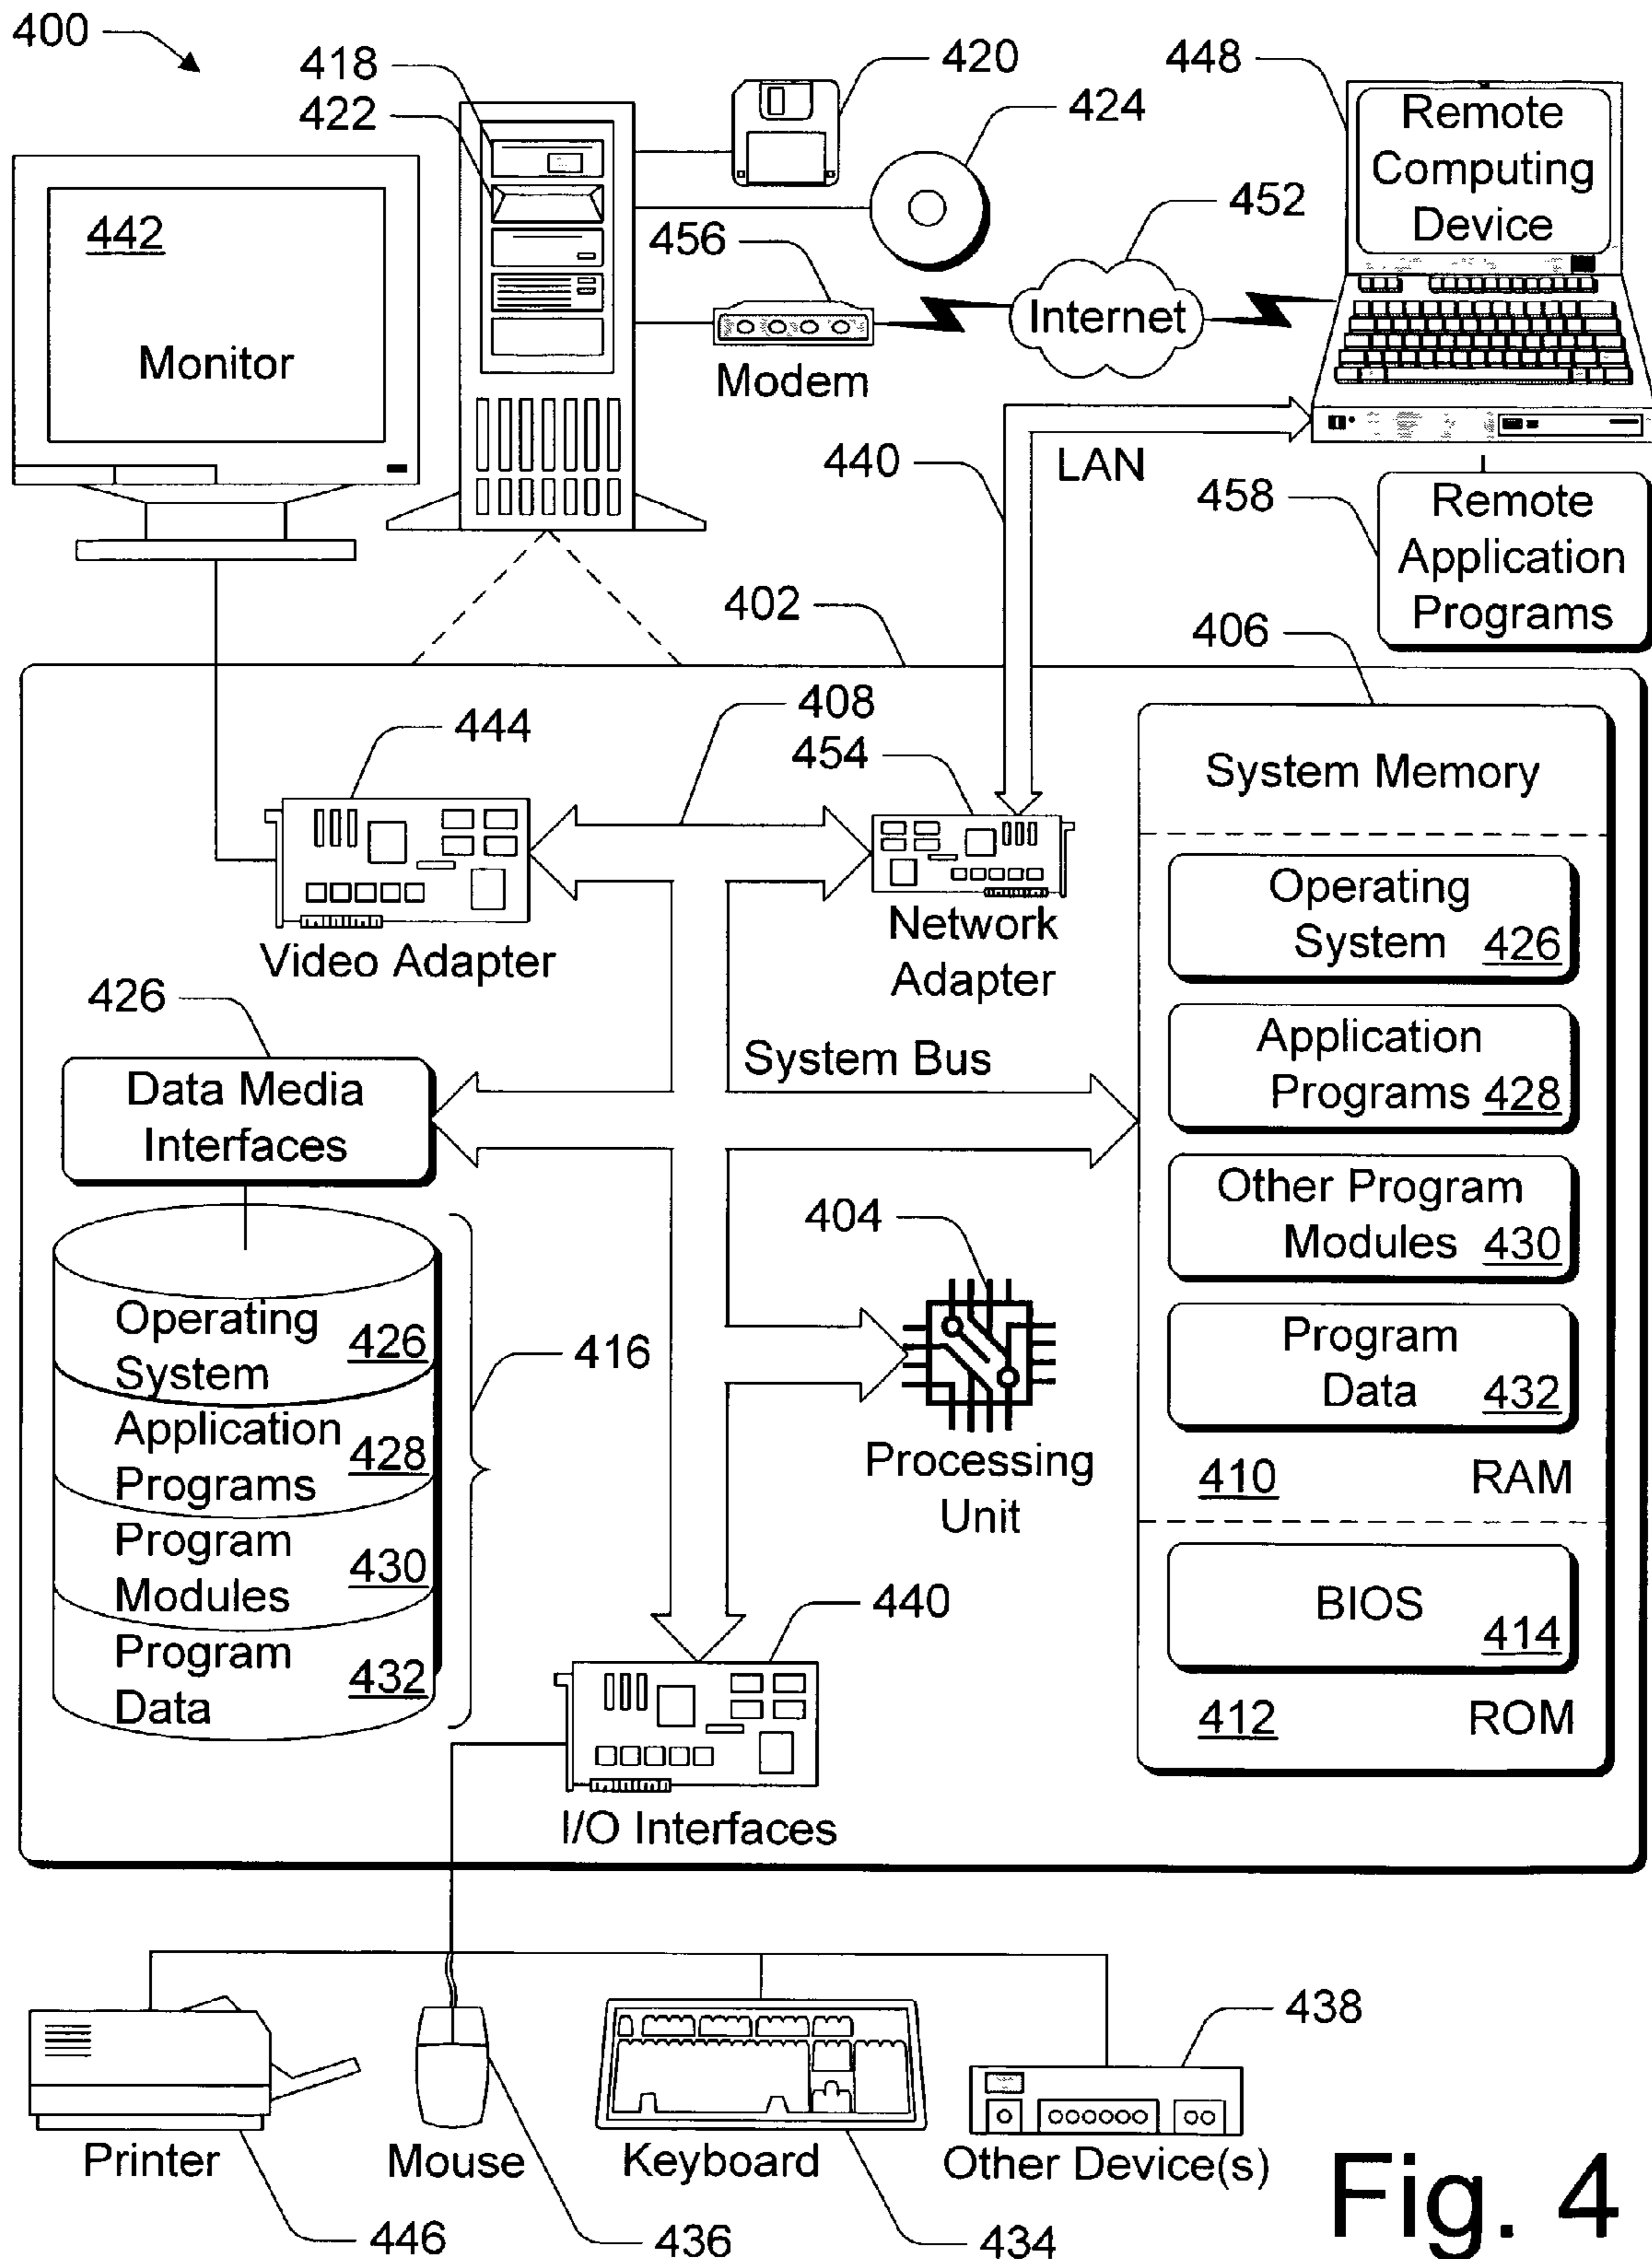 400
418
422
420
424
448
Remote
Computing
Device
442
Monitor
456
Modem
452
Internet
440
LAN
458
Remote
Application
Programs
402
406
444
408
454
System Memory
Video Adapter
Network
Adapter
Operating
System 426
426
Data Media
Interfaces
System Bus
Application
Programs 428
Other Program
Modules 430
404
Processing
Unit
Program
Data 432
410 RAM
Operating
System 426
Application
Programs 428
Program
Modules 430
Program
Data 432
416
BIOS
414
412 ROM
440
I/O Interfaces
438
Printer
Mouse
Keyboard
Other Device(s)
446
436
434
Fig. 4